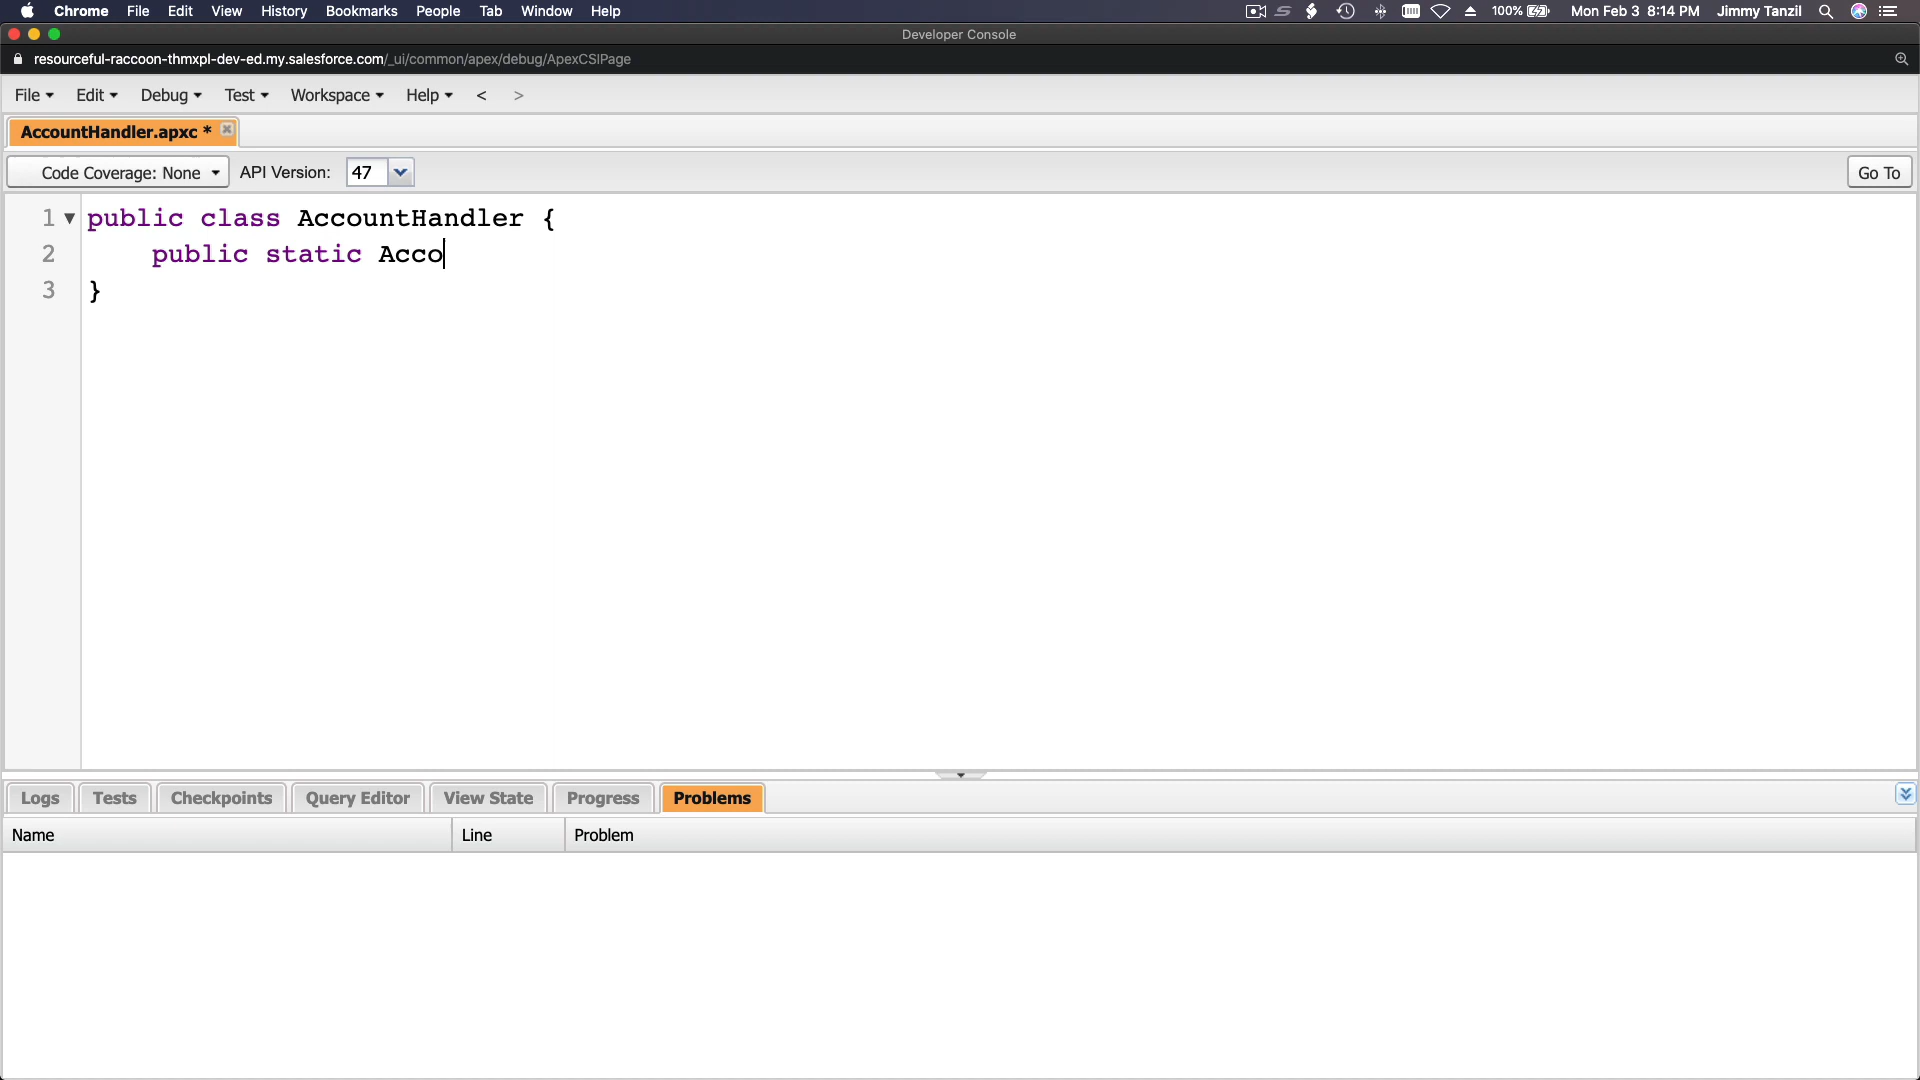 Chrome File Edit View History Bookmarks People Tab Window Help 100% Mon Feb 3 8:14 PM Jimmy Tanzil
Developer Console
resourceful-raccoon-thmxpl-dev-ed.my.salesforce.com/_ui/common/apex/debug/ApexCSIPage
File Edit Debug Test Workspace Help < >
AccountHandler.apxc *
Code Coverage: None API Version: 47 Go To
1 public class AccountHandler {
2 public static Acco
3 }
Logs Tests Checkpoints Query Editor View State Progress Problems
Name Line Problem